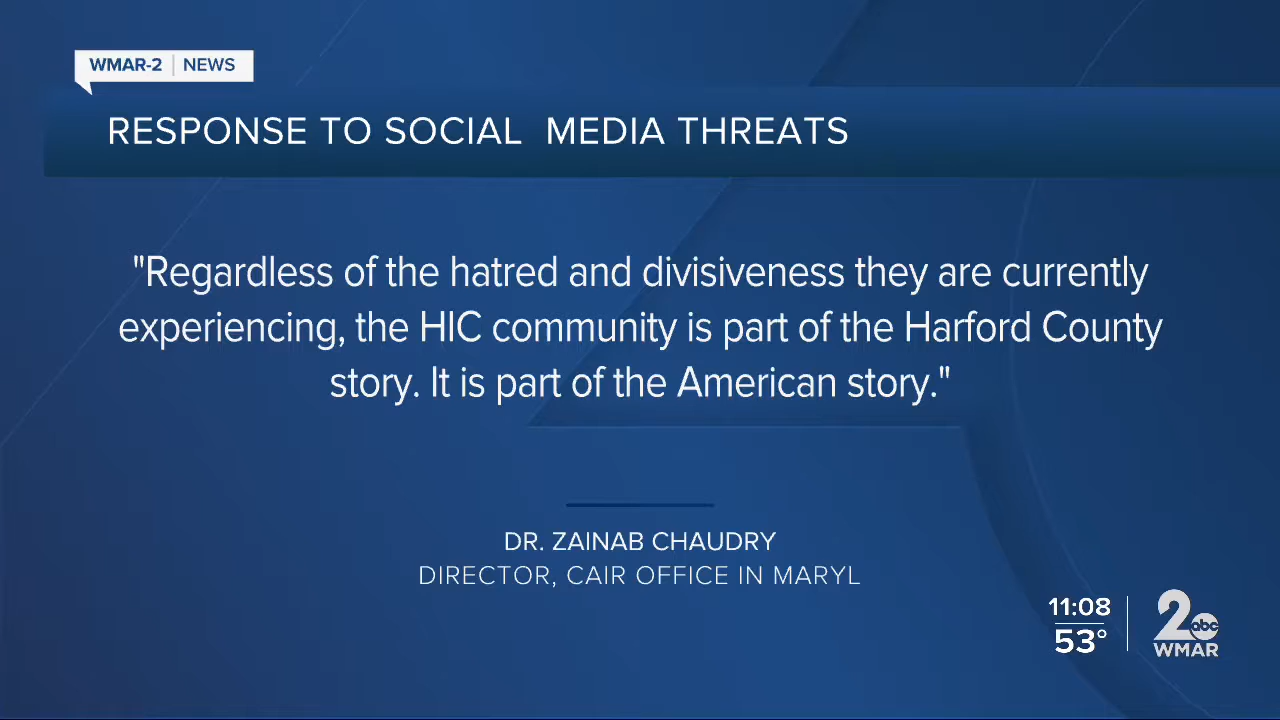 WMAR-2 | NEWS
RESPONSE TO SOCIAL MEDIA THREATS
"Regardless of the hatred and divisiveness they are currently
experiencing, the HIC community is part of the Harford County
story. It is part of the American story."
DR. ZAINAB CHAUDRY
DIRECTOR, CAIR OFFICE IN MARYL
11:08
53°
2 abc
WMAR